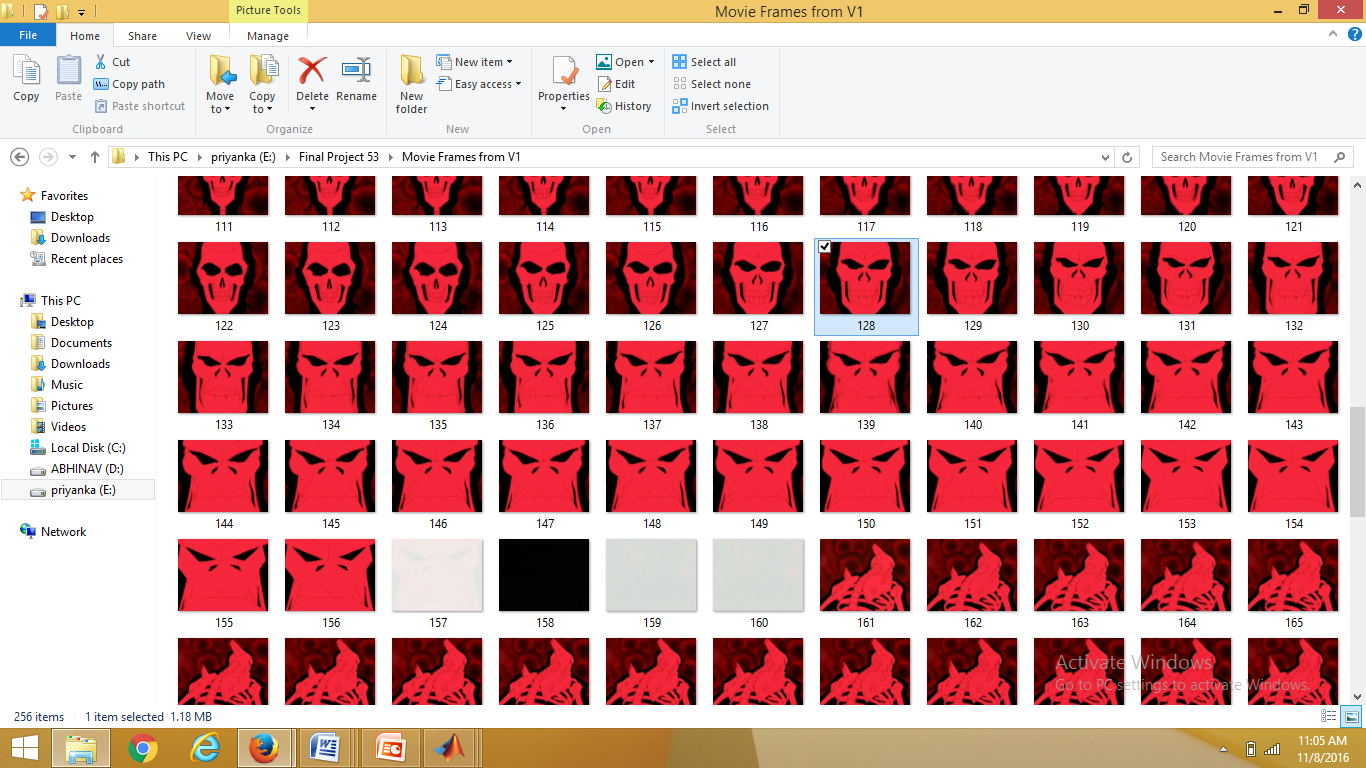 Picture Tools
Movie Frames from V1
File Home Share View Manage
Copy
Paste
Cut
Copy path
Paste shortcut
Clipboard
Move to
Copy to
Delete
Rename
Organize
New folder
New item
Easy access
New
Properties
Open
Edit
History
Open
Select all
Select none
Invert selection
Select
This PC priyanka (E:) Final Project 53 Movie Frames from V1
Search Movie Frames from V1
Favorites
Desktop
Downloads
Recent places
This PC
Desktop
Documents
Downloads
Music
Pictures
Videos
Local Disk (C:)
ABHINAV (D:)
priyanka (E:)
Network
111 112 113 114 115 116 117 118 119 120 121
122 123 124 125 126 127 128 129 130 131 132
133 134 135 136 137 138 139 140 141 142 143
144 145 146 147 148 149 150 151 152 153 154
155 156 157 158 159 160 161 162 163 164 165
Activate Windows
Go to PC settings to activate Windows.
256 items 1 item selected 1.18 MB
11:05 AM
11/8/2016